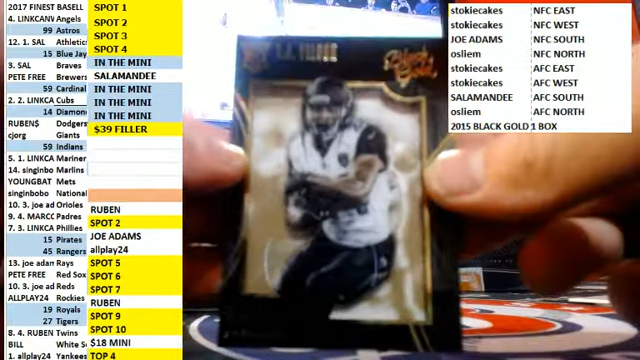 2017 FINEST BASELL
4. LINKCANV Angels
99 Astros
12. 1. SAL Athletic
15 Blue Jay
3. SAL Braves
PETE FREE Brewers
59 Cardinal
2. 2. LINKCA Cubs
14 Diamon
RUBEN$ Dodgers
cjorg Giants
59 Indians
5. 1. LINKCA Mariner
14. singinbo Marlins
YOUNGBAT Mets
singinbobo National
10. 3. joe ad Orioles
9. 4. MARCO Padres
7. 3. LINKCA Phillies
15 Pirates
45 Rangers
13. joe adan Rays
PETE FREE Red Sox
10. 3. joe ad Reds
ALLPLAY24 Rockies
19 Royals
27 Tigers
8. 4. RUBEN Twins
BILL White S
1. allplay24 Yankees
SPOT 1
SPOT 2
SPOT 3
SPOT 4
IN THE MINI
SALAMANDEE
IN THE MINI
IN THE MINI
IN THE MINI
$39 FILLER
RUBEN
SPOT 2
JOE ADAMS
allplay24
SPOT 5
SPOT 6
SPOT 7
RUBEN
SPOT 9
SPOT 10
$18 MINI
TOP 4
Black Gold
stokiecakes NFC EAST
stokiecakes NFC WEST
JOE ADAMS NFC SOUTH
osliem NFC NORTH
stokiecakes AFC EAST
stokiecakes AFC WEST
SALAMANDEE AFC SOUTH
osliem AFC NORTH
2015 BLACK GOLD 1 BOX